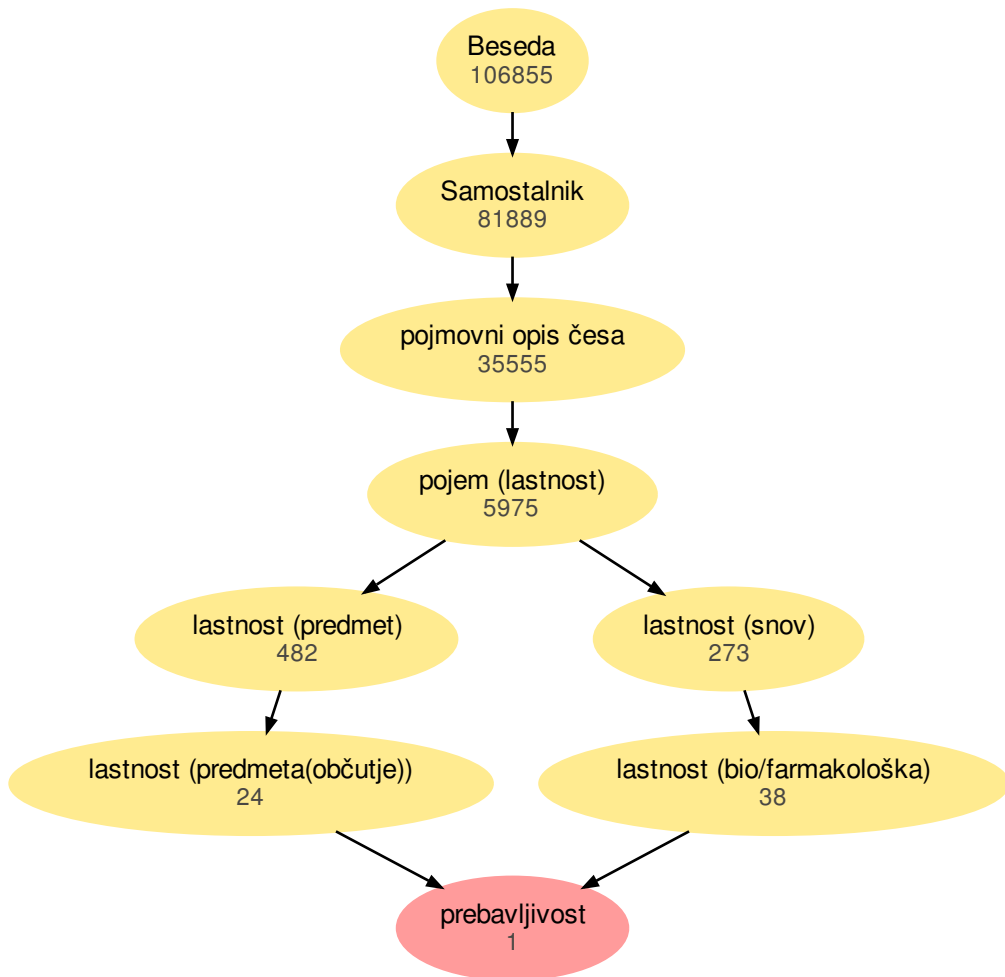 Beseda
106855
Samostalnik
81889
pojmovni opis česa
35555
pojem (lastnost)
5975
lastnost (predmet)
482
lastnost (snov)
273
lastnost (predmeta(občutje))
24
lastnost (bio/farmakološka)
38
prebavljivost
1